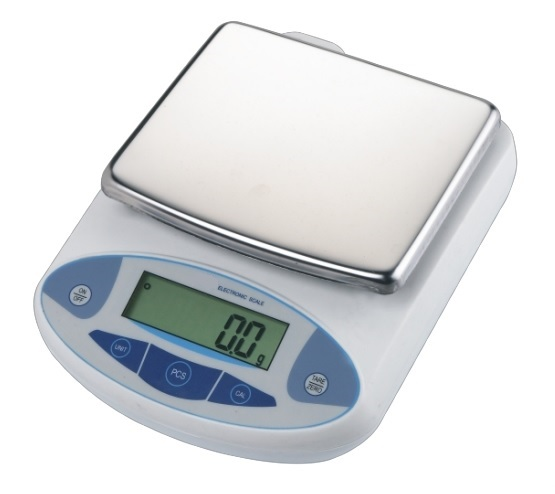 ELECTRONIC SCALE
ON
OFF
0.0 g
UNIT
PCS
CAL
TARE
ZERO